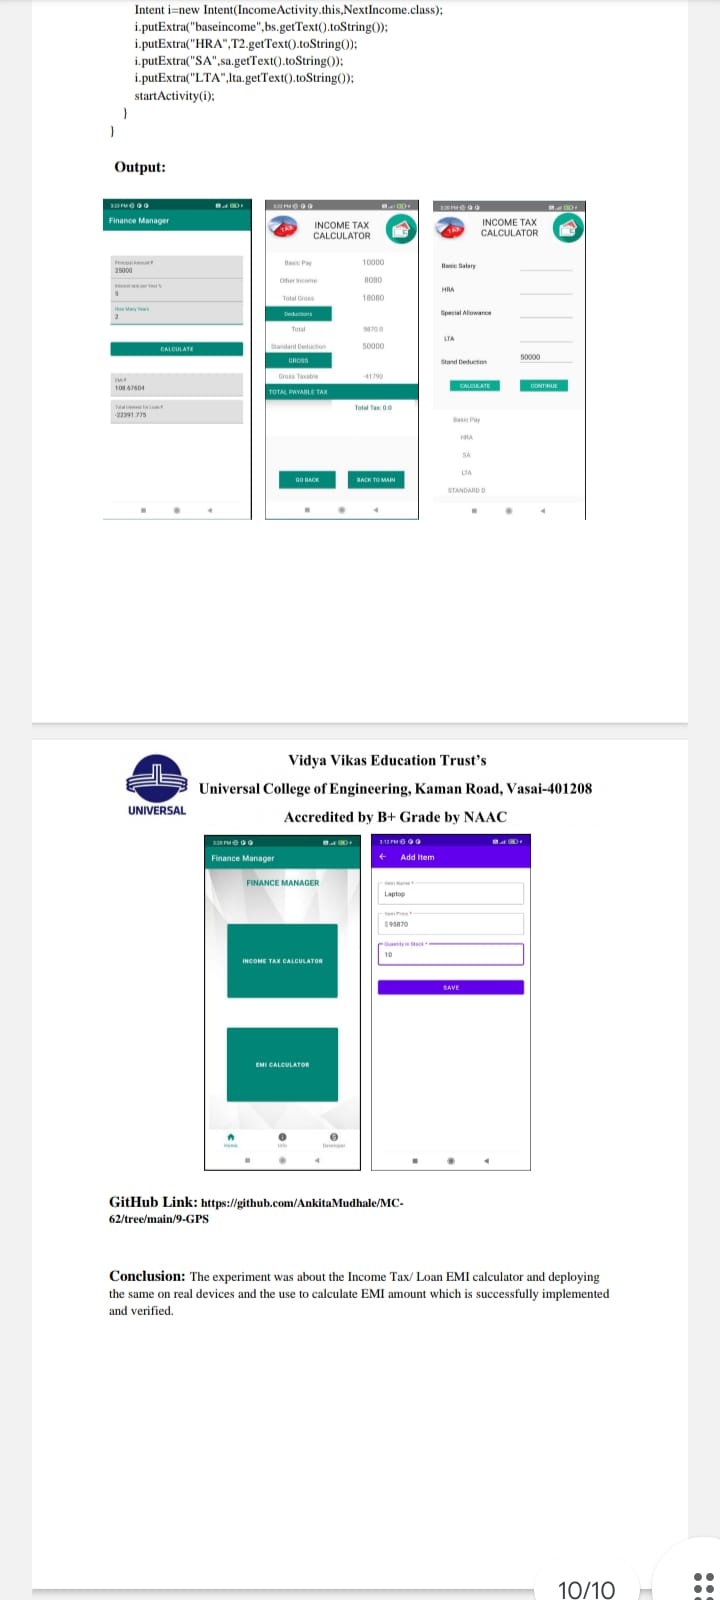 Intent i=new Intent(IncomeActivity.this,NextIncome.class);
i.putExtra("baseincome",bs.getText().toString());
i.putExtra("HRA",T2.getText().toString());
i.putExtra("SA",sa.getText().toString());
i.putExtra("LTA",lta.getText().toString());
startActivity(i);
}
}
Output:
Finance Manager
Principal Amount*
25000
9
How Many Years
2
CALCULATE
EMI*
108.67604
-22391.775
INCOME TAX
CALCULATOR
TAX
Basic Pay 10000
Other Income 8080
Total Gross 18080
Deductions
Total 9870.0
Standard Deduction 50000
GROSS
Gross Taxable -41790
TOTAL PAYABLE TAX
Total Tax: 0.0
GO BACK BACK TO MAIN
INCOME TAX
CALCULATOR
TAX
Basic Salary
HRA
Special Allowance
LTA
Stand Deduction 50000
CALCULATE CONTINUE
Basic Pay
HRA
SA
LTA
STANDARD D
Vidya Vikas Education Trust's
Universal College of Engineering, Kaman Road, Vasai-401208
UNIVERSAL
Accredited by B+ Grade by NAAC
3:20 PM
Finance Manager
FINANCE MANAGER
INCOME TAX CALCULATOR
EMI CALCULATOR
Home Info Developer
3:12 PM
Add Item
Item Name *
Laptop
Item Price *
$ 95870
Quantity in Stock *
10
SAVE
GitHub Link: https://github.com/AnkitaMudhale/MC-
62/tree/main/9-GPS
Conclusion: The experiment was about the Income Tax/ Loan EMI calculator and deploying
the same on real devices and the use to calculate EMI amount which is successfully implemented
and verified.
10/10